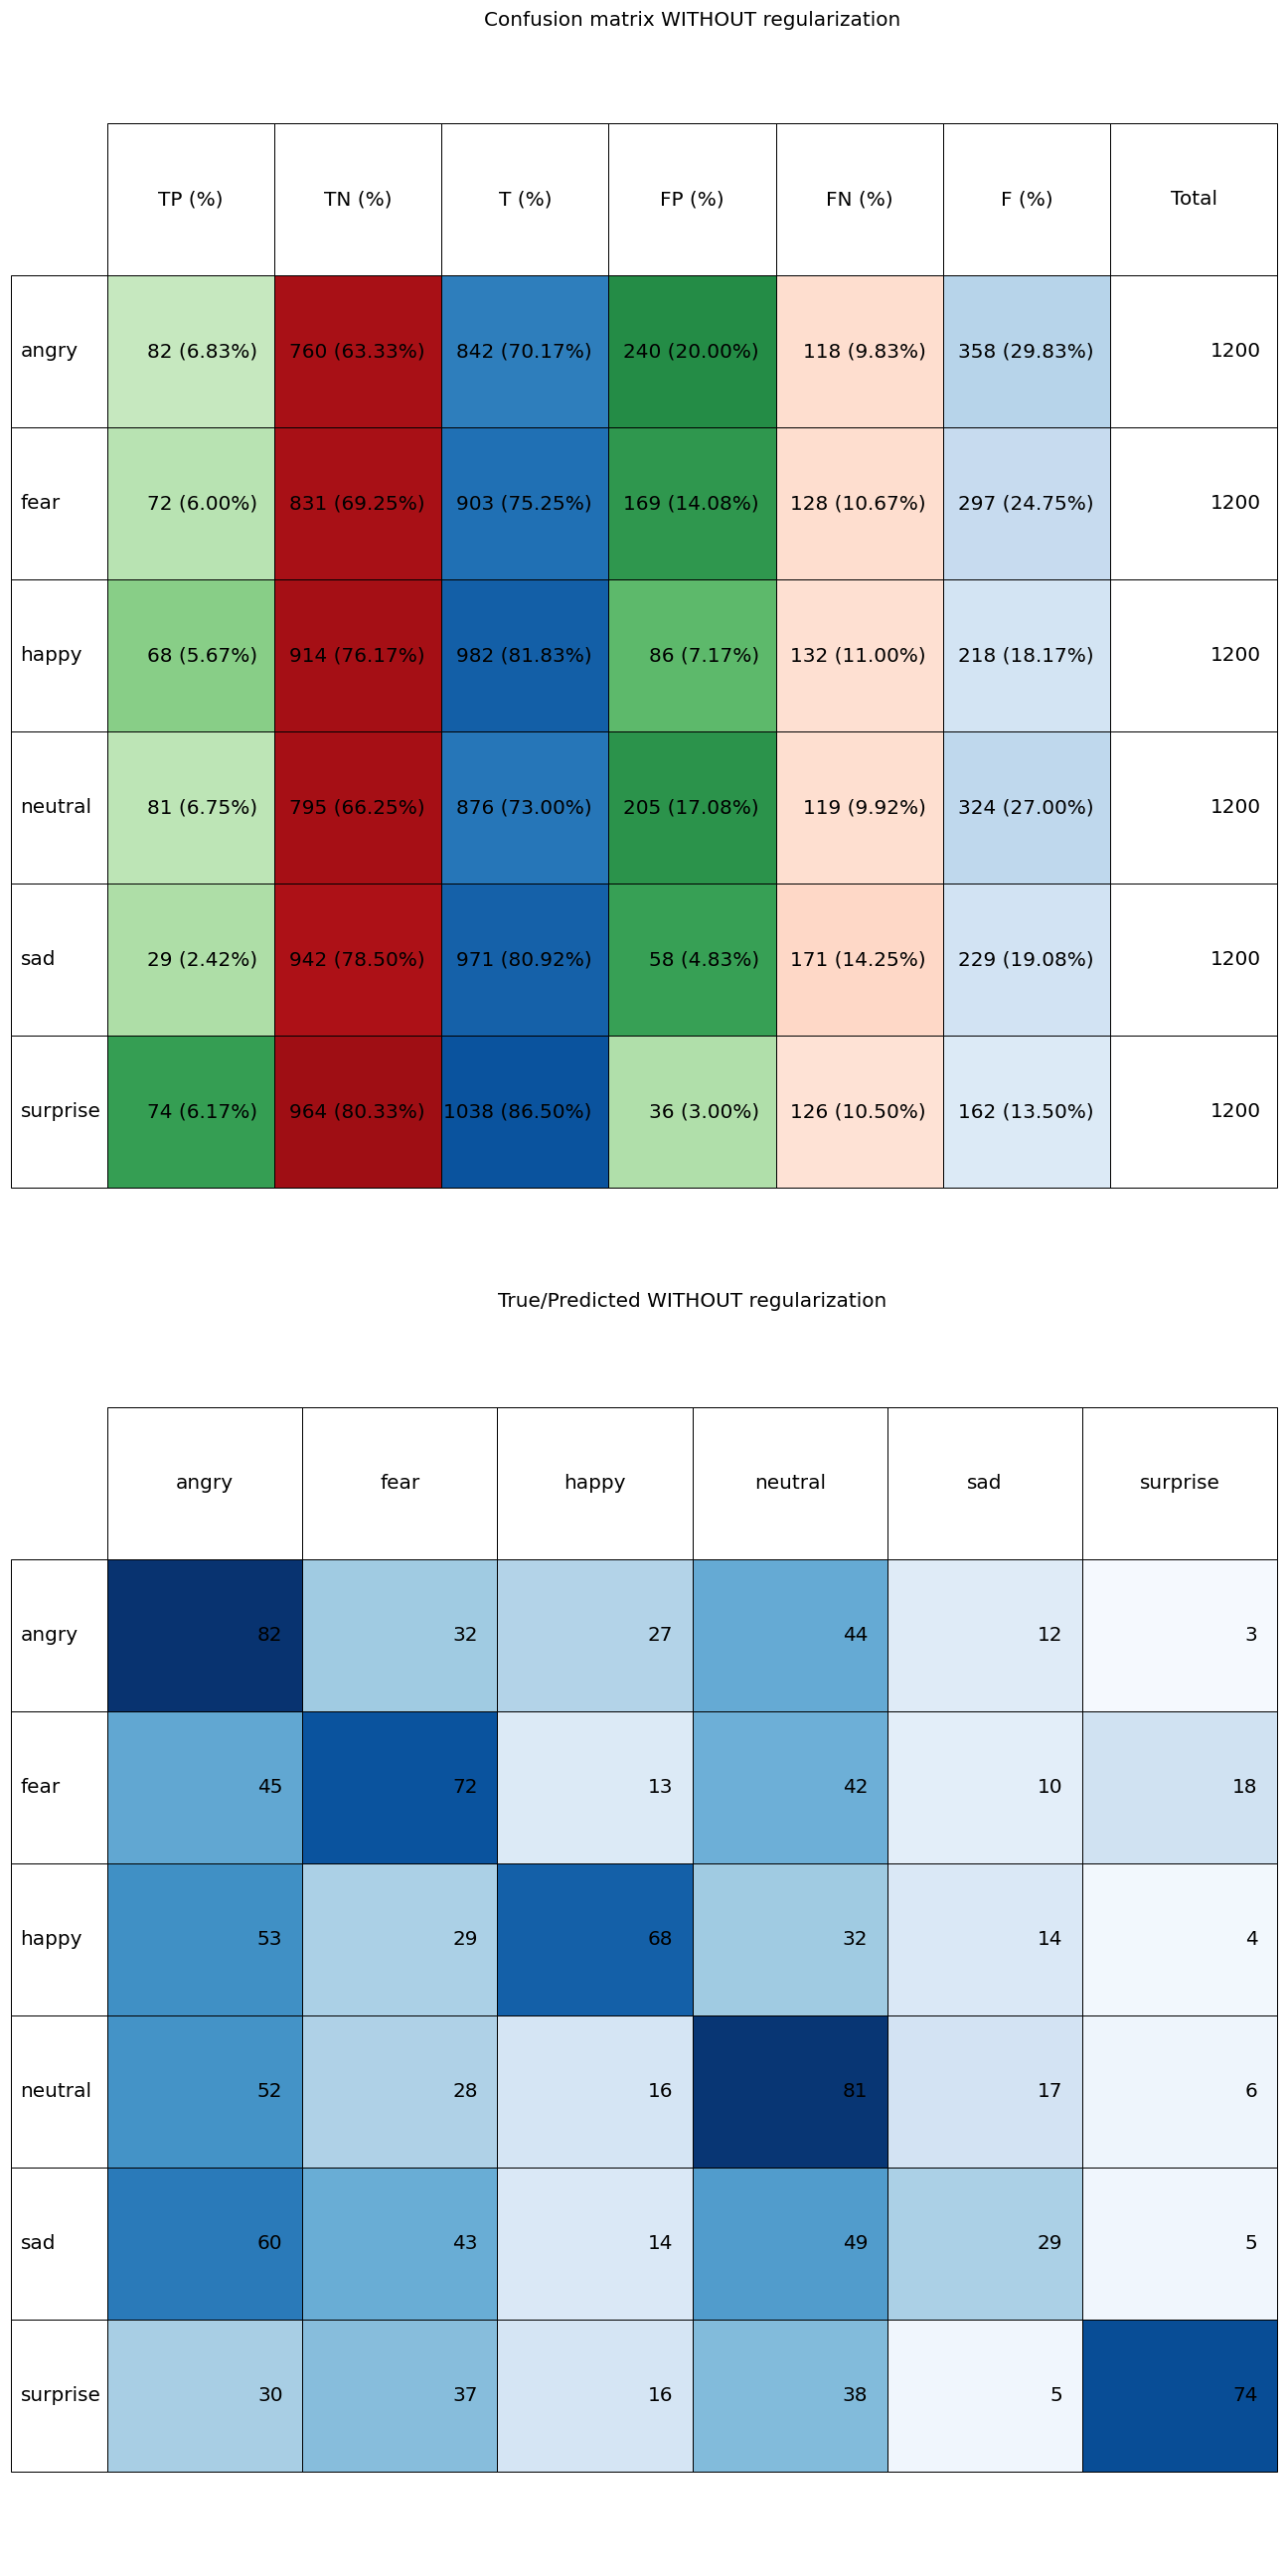 Confusion matrix WITHOUT regularization
TP (%) TN (%) T (%) FP (%) FN (%) F (%) Total
angry 82 (6.83%) 760 (63.33%) 842 (70.17%) 240 (20.00%) 118 (9.83%) 358 (29.83%) 1200
fear 72 (6.00%) 831 (69.25%) 903 (75.25%) 169 (14.08%) 128 (10.67%) 297 (24.75%) 1200
happy 68 (5.67%) 914 (76.17%) 982 (81.83%) 86 (7.17%) 132 (11.00%) 218 (18.17%) 1200
neutral 81 (6.75%) 795 (66.25%) 876 (73.00%) 205 (17.08%) 119 (9.92%) 324 (27.00%) 1200
sad 29 (2.42%) 942 (78.50%) 971 (80.92%) 58 (4.83%) 171 (14.25%) 229 (19.08%) 1200
surprise 74 (6.17%) 964 (80.33%) 1038 (86.50%) 36 (3.00%) 126 (10.50%) 162 (13.50%) 1200
True/Predicted WITHOUT regularization
angry fear happy neutral sad surprise
angry 82 32 27 44 12 3
fear 45 72 13 42 10 18
happy 53 29 68 32 14 4
neutral 52 28 16 81 17 6
sad 60 43 14 49 29 5
surprise 30 37 16 38 5 74